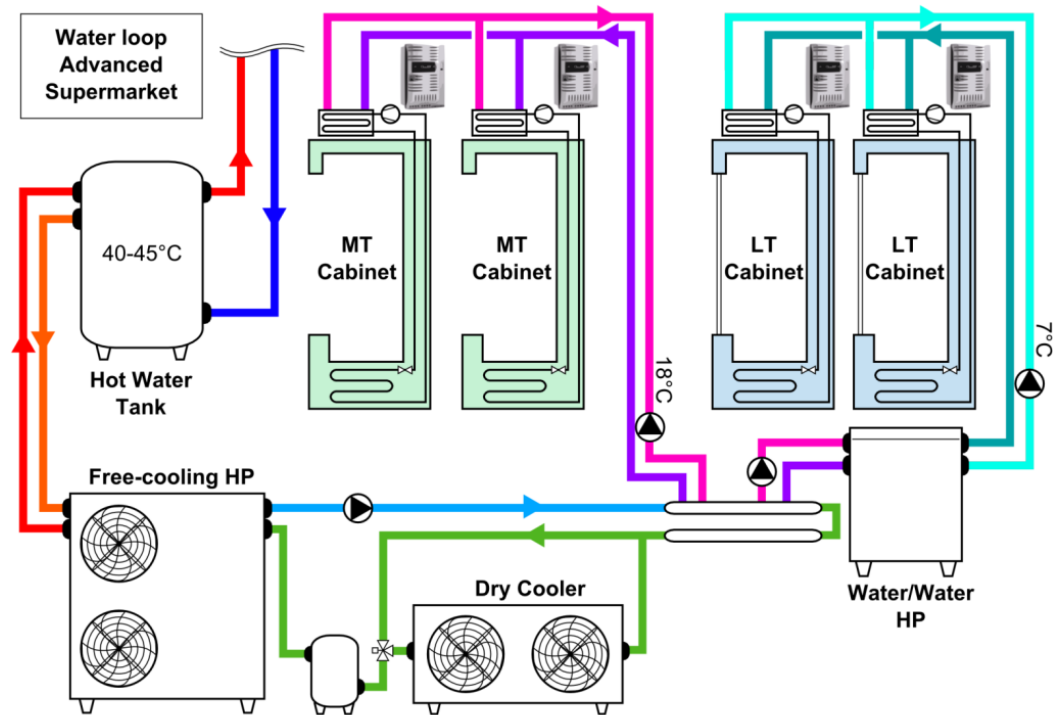 Water loop
Advanced
Supermarket
40-45°C
Hot Water
Tank
MT
Cabinet
MT
Cabinet
LT
Cabinet
LT
Cabinet
18°C
7°C
Free-cooling HP
Dry Cooler
Water/Water
HP